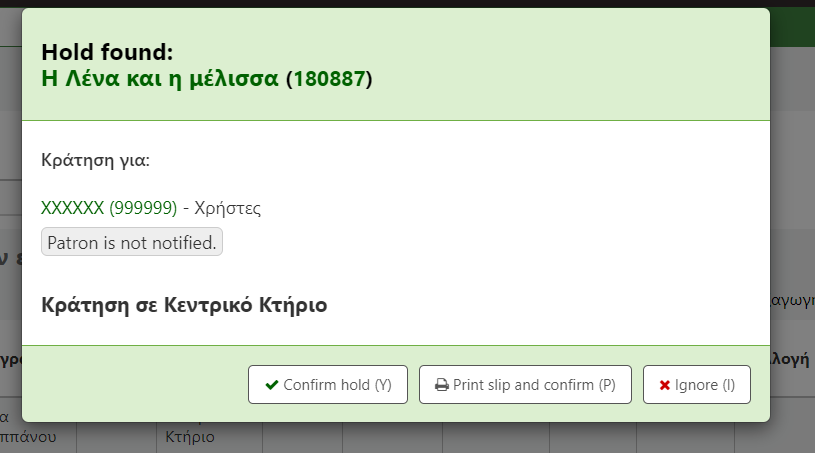 Hold found:
Η Λένα και η μέλισσα (180887)
Κράτηση για:
XXXXXX (999999) - Χρήστες
Patron is not notified.
Κράτηση σε Κεντρικό Κτήριο
Confirm hold (Y)
Print slip and confirm (P)
Ignore (I)
Κτήριο